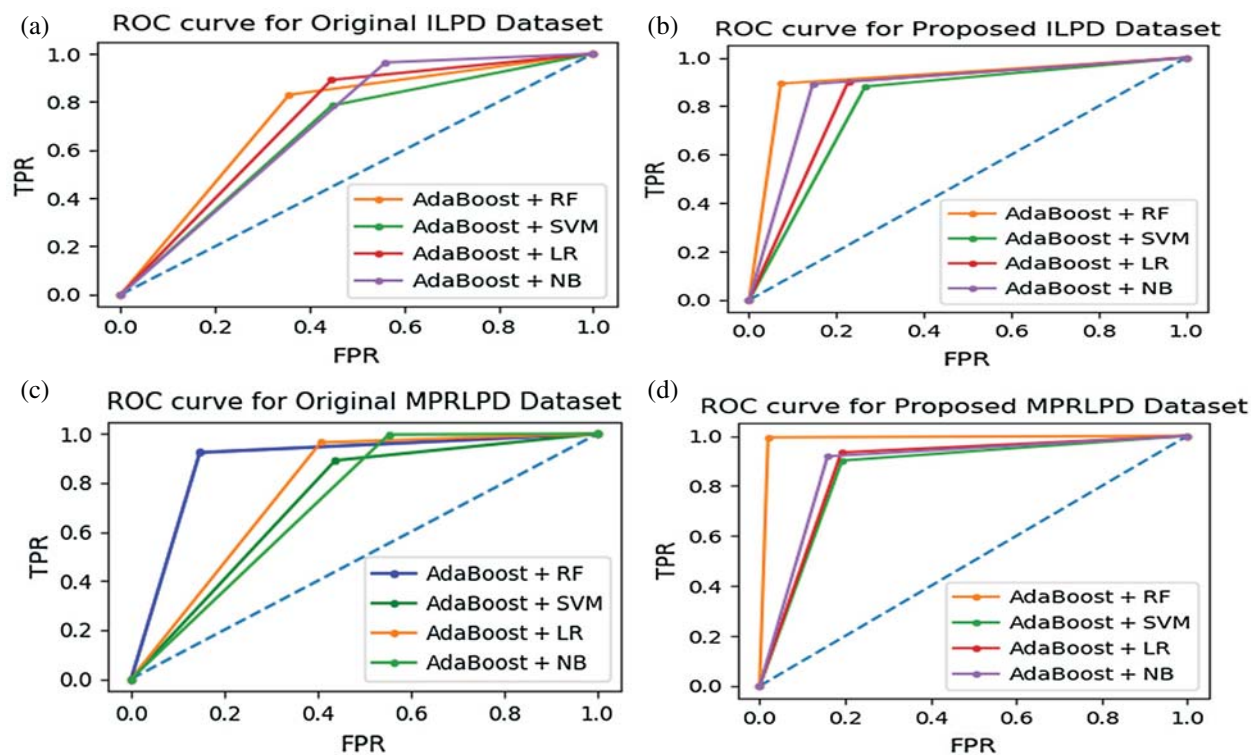 (a)
ROC curve for Original ILPD Dataset
1.0
0.8
0.6
0.4
0.2
0.0
TPR
AdaBoost + RF
AdaBoost + SVM
AdaBoost + LR
AdaBoost + NB
0.0 0.2 0.4 0.6 0.8 1.0
FPR
(b)
ROC curve for Proposed ILPD Dataset
1.0
0.8
0.6
0.4
0.2
0.0
TPR
AdaBoost + RF
AdaBoost + SVM
AdaBoost + LR
AdaBoost + NB
0.0 0.2 0.4 0.6 0.8 1.0
FPR
(c)
ROC curve for Original MPRLPD Dataset
1.0
0.8
0.6
0.4
0.2
0.0
TPR
AdaBoost + RF
AdaBoost + SVM
AdaBoost + LR
AdaBoost + NB
0.0 0.2 0.4 0.6 0.8 1.0
FPR
(d)
ROC curve for Proposed MPRLPD Dataset
1.0
0.8
0.6
0.4
0.2
0.0
TPR
AdaBoost + RF
AdaBoost + SVM
AdaBoost + LR
AdaBoost + NB
0.0 0.2 0.4 0.6 0.8 1.0
FPR